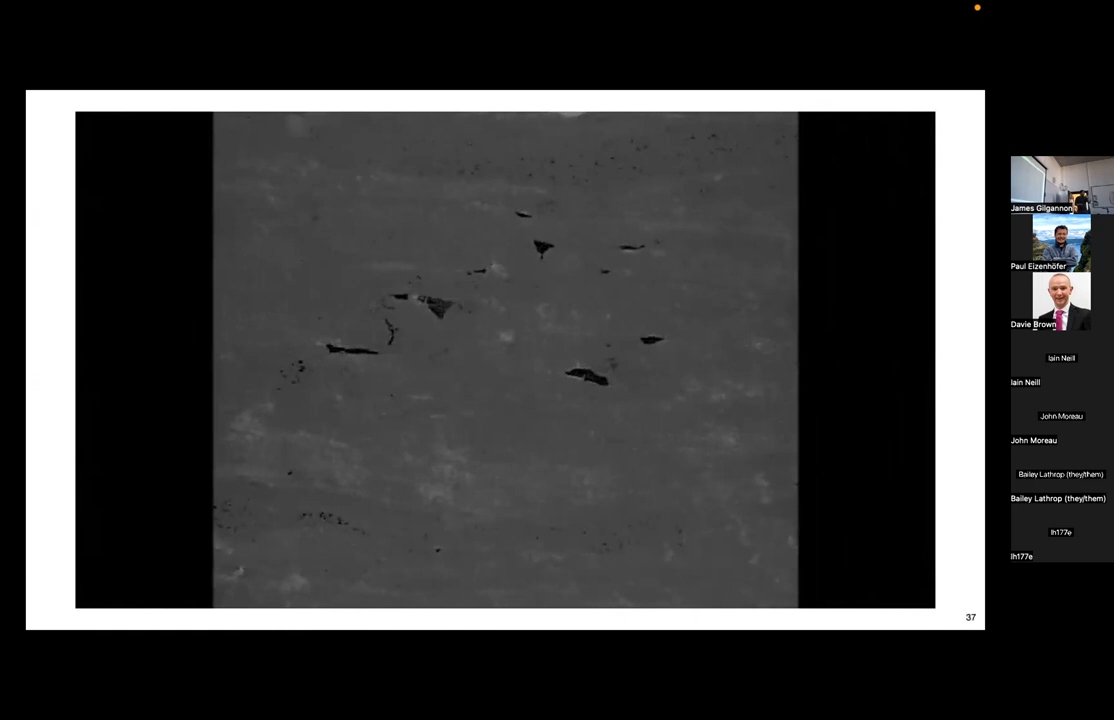 James Gilgannon
Paul Eizenhöfer
Davie Brown
Iain Neill
Iain Neill
John Moreau
John Moreau
Bailey Lathrop (they/them)
Bailey Lathrop (they/them)
lh177e
lh177e
37